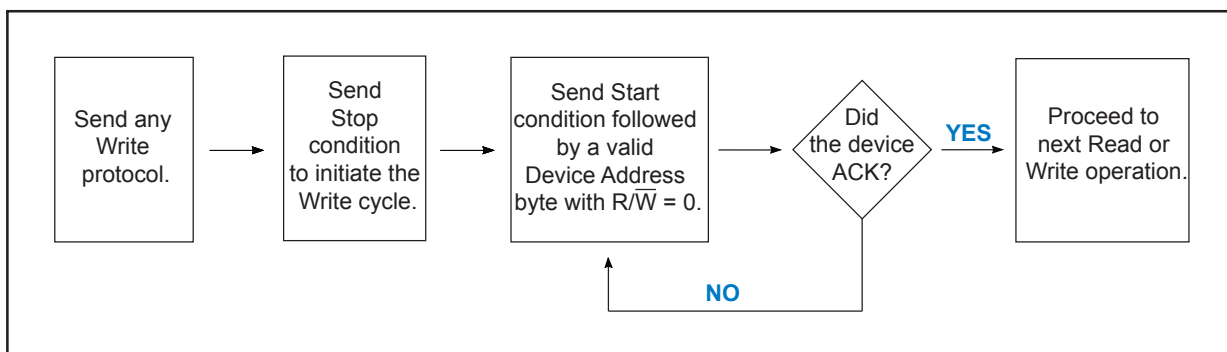 Send any
Write
protocol.
Send
Stop
condition
to initiate the
Write cycle.
Send Start
condition followed
by a valid
Device Address
byte with R/W̅ = 0.
Did
the device
ACK?
YES
NO
Proceed to
next Read or
Write operation.